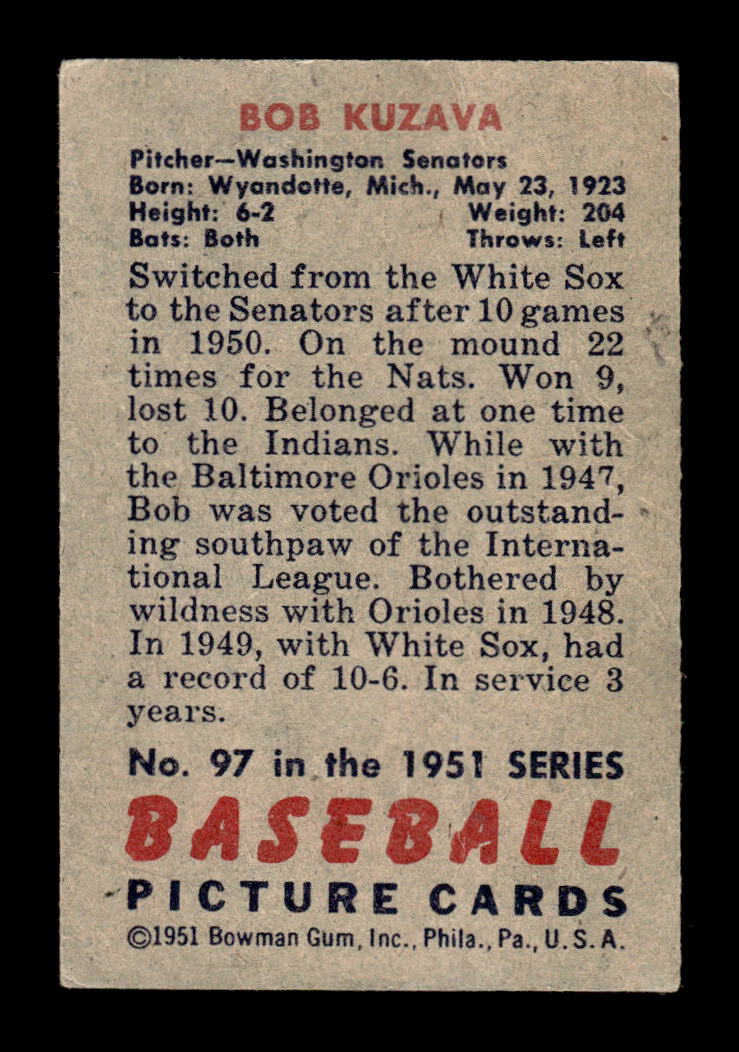 BOB KUZAVA
Pitcher—Washington Senators
Born: Wyandotte, Mich., May 23, 1923
Height: 6-2 Weight: 204
Bats: Both Throws: Left
Switched from the White Sox
to the Senators after 10 games
in 1950. On the mound 22
times for the Nats. Won 9,
lost 10. Belonged at one time
to the Indians. While with
the Baltimore Orioles in 1947,
Bob was voted the outstand-
ing southpaw of the Interna-
tional League. Bothered by
wildness with Orioles in 1948.
In 1949, with White Sox, had
a record of 10-6. In service 3
years.
No. 97 in the 1951 SERIES
BASEBALL
PICTURE CARDS
©1951 Bowman Gum, Inc., Phila., Pa., U.S.A.